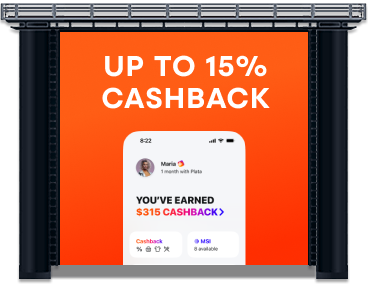 UP TO 15%
CASHBACK
8:22
Maria
1 month with Plata
YOU'VE EARNED
$315 CASHBACK>
Cashback
MSI
8 available